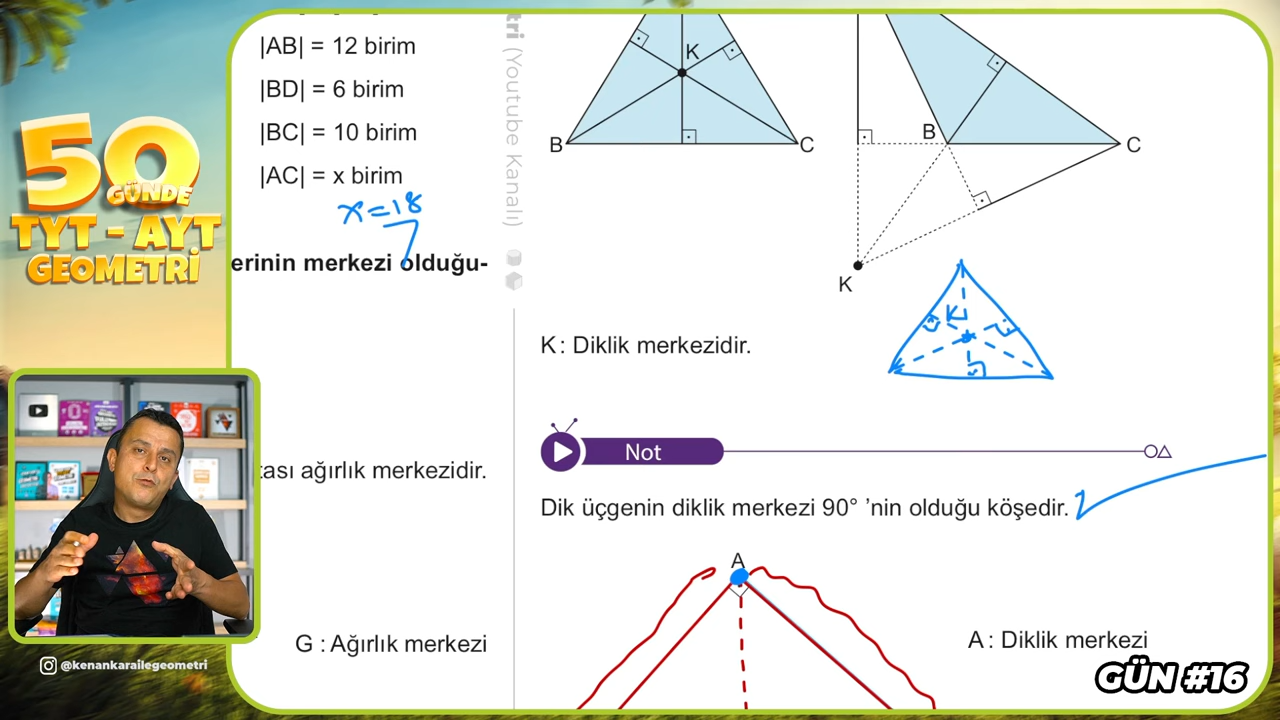 50
GÜNDE
TYT - AYT
GEOMETRİ
@kenankarailegeometri
|AB| = 12 birim
|BD| = 6 birim
|BC| = 10 birim
|AC| = x birim
x=18
erinin merkezi olduğu-
tası ağırlık merkezidir.
G : Ağırlık merkezi
tri (Youtube Kanalı)
K
B
C
B
C
K
K
K : Diklik merkezidir.
Not
Dik üçgenin diklik merkezi 90° ’nin olduğu köşedir.
A
A : Diklik merkezi
GÜN #16